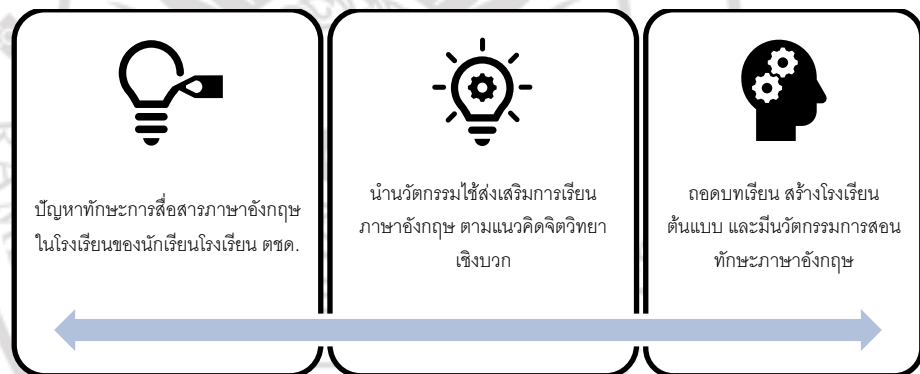 ปัญหาทักษะการสื่อสารภาษาอังกฤษ
ในโรงเรียนของนักเรียนโรงเรียน ตชด.
นำนวัตกรรมใช้ส่งเสริมการเรียน
ภาษาอังกฤษ ตามแนวคิดจิตวิทยา
เชิงบวก
ถอดบทเรียน สร้างโรงเรียน
ต้นแบบ และมีนวัตกรรมการสอน
ทักษะภาษาอังกฤษ